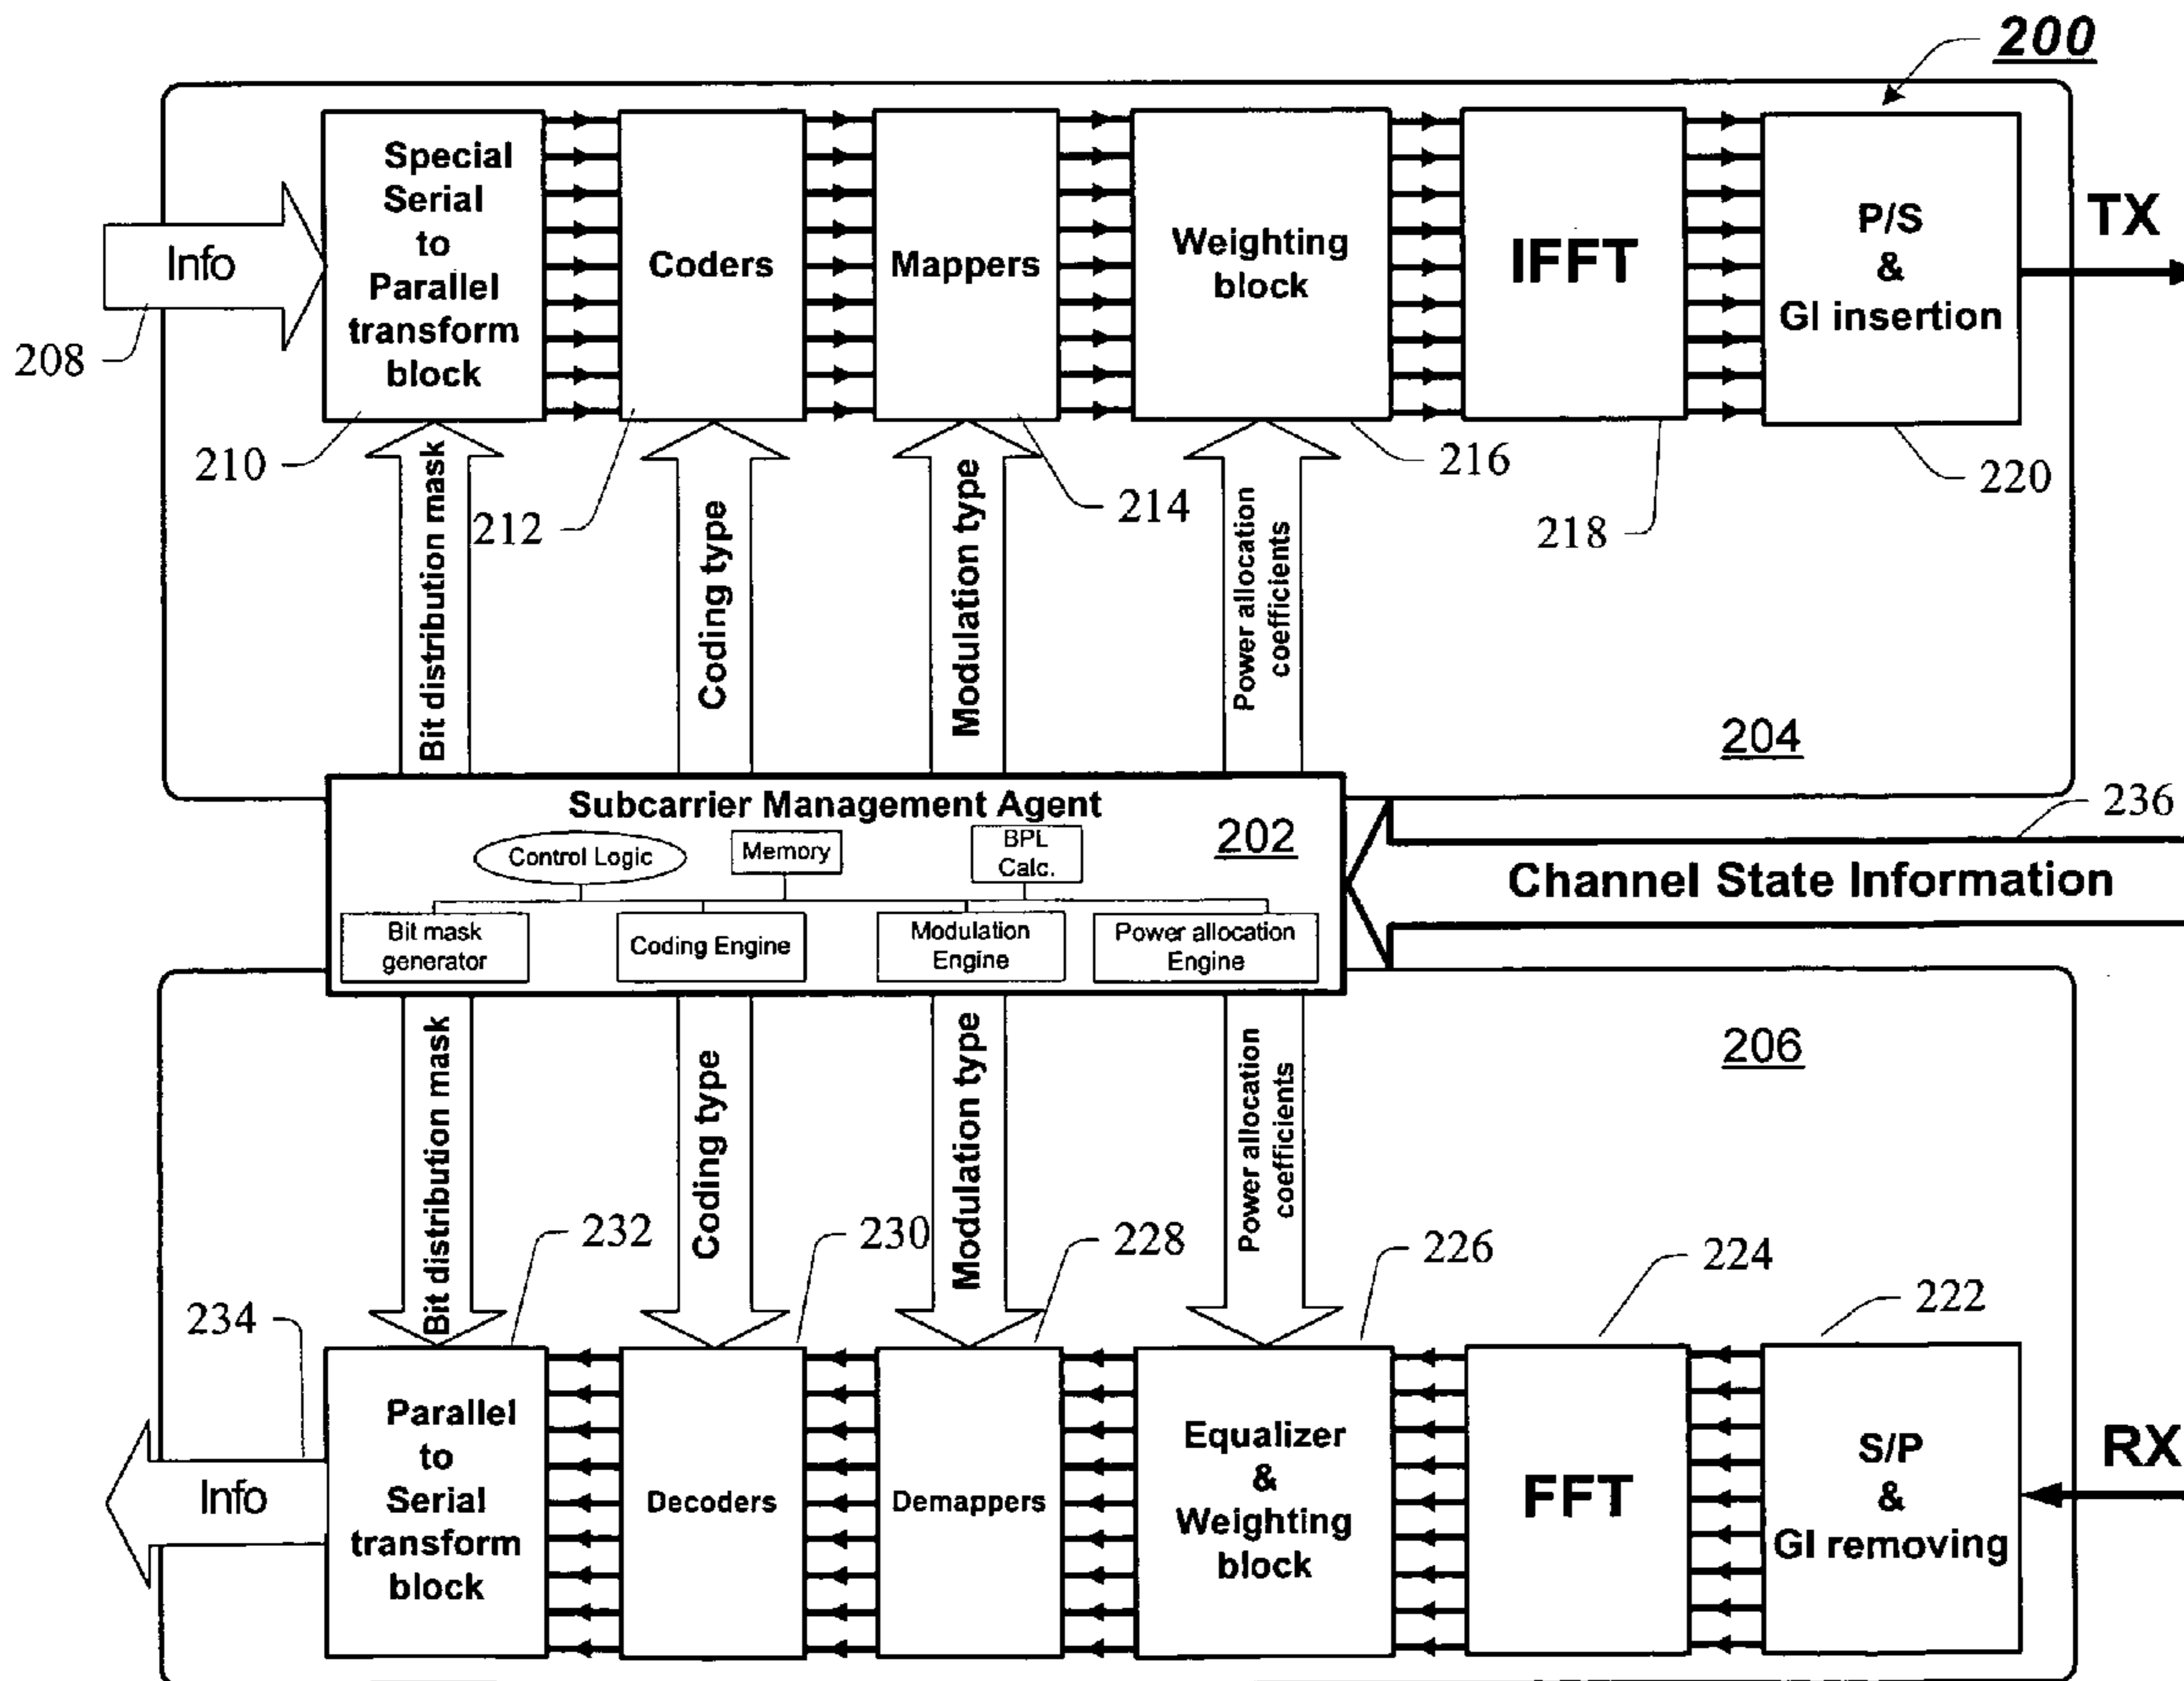 200
Special
Serial
to
Parallel
transform
block
Coders
Mappers
Weighting
block
IFFT
P/S
&
GI insertion
TX
Info
208
210
212
214
216
218
220
Bit distribution mask
Coding type
Modulation type
Power allocation
coefficients
204
Subcarrier Management Agent
202
Control Logic
Memory
BPL
Calc.
Bit mask
generator
Coding Engine
Modulation
Engine
Power allocation
Engine
236
Channel State Information
206
Bit distribution mask
Coding type
Modulation type
Power allocation
coefficients
234
232
230
228
226
224
222
Info
Parallel
to
Serial
transform
block
Decoders
Demappers
Equalizer
&
Weighting
block
FFT
S/P
&
GI removing
RX